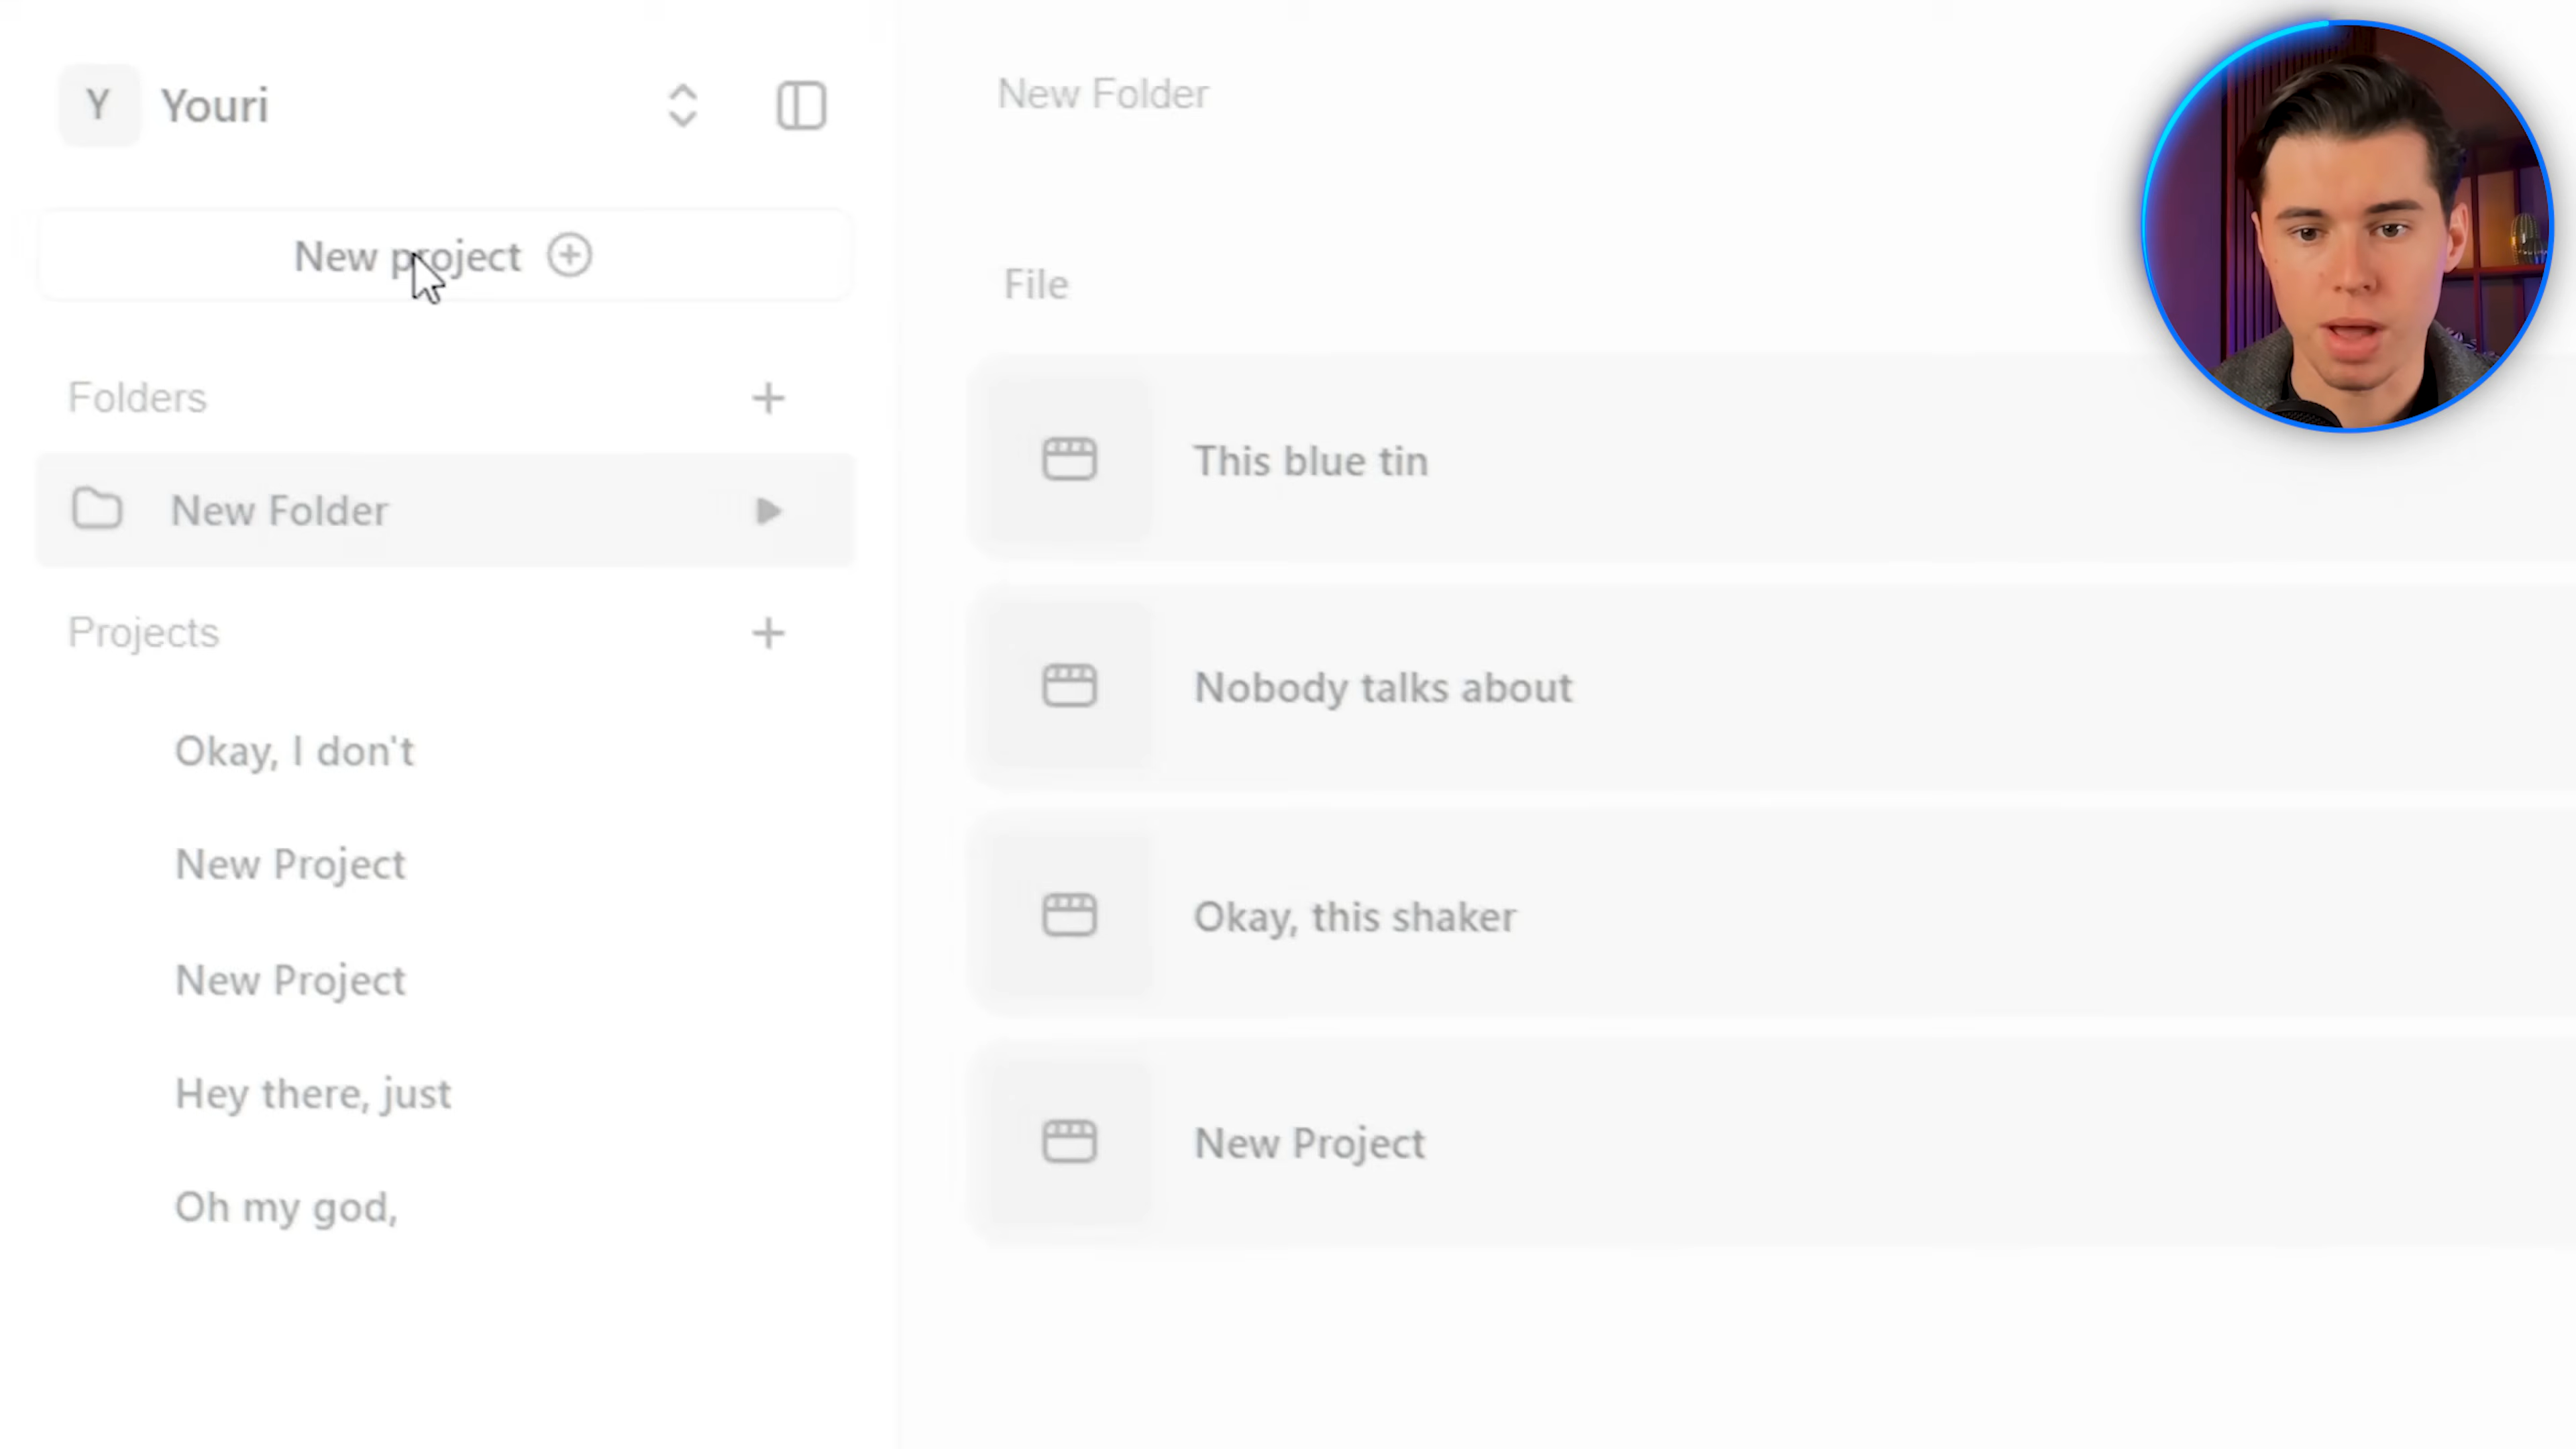 Y Youri
New project
Folders
New Folder
Projects
Okay, I don't
New Project
New Project
Hey there, just
Oh my god,
New Folder
File
This blue tin
Nobody talks about
Okay, this shaker
New Project